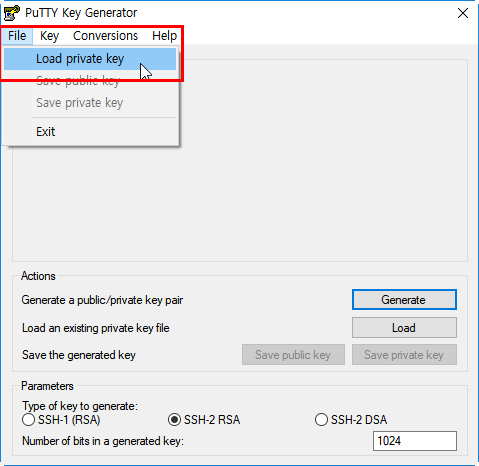 PuTTY Key Generator
File Key Conversions Help
Load private key
Save public key
Save private key
Exit
Actions
Generate a public/private key pair Generate
Load an existing private key file Load
Save the generated key Save public key Save private key
Parameters
Type of key to generate:
SSH-1 (RSA) SSH-2 RSA SSH-2 DSA
Number of bits in a generated key: 1024